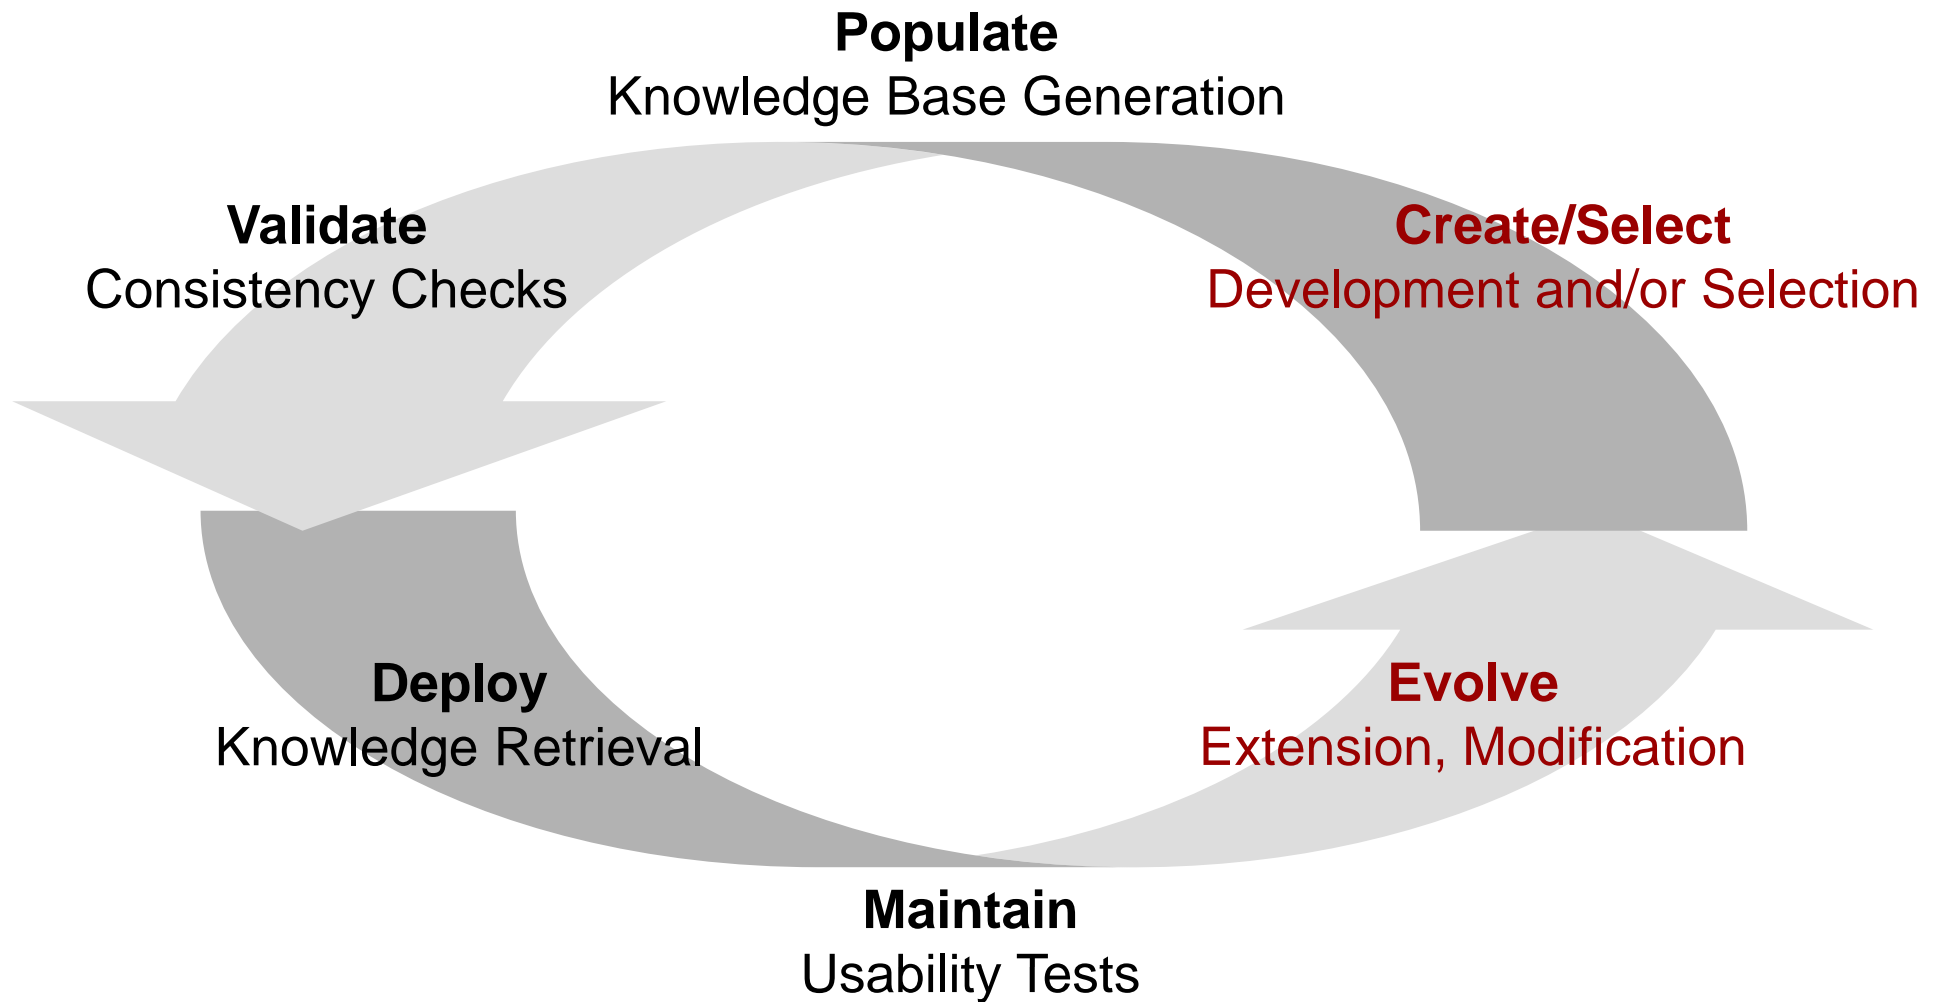 Populate
Knowledge Base Generation
Validate
Consistency Checks
Create/Select
Development and/or Selection
Deploy
Knowledge Retrieval
Evolve
Extension, Modification
Maintain
Usability Tests